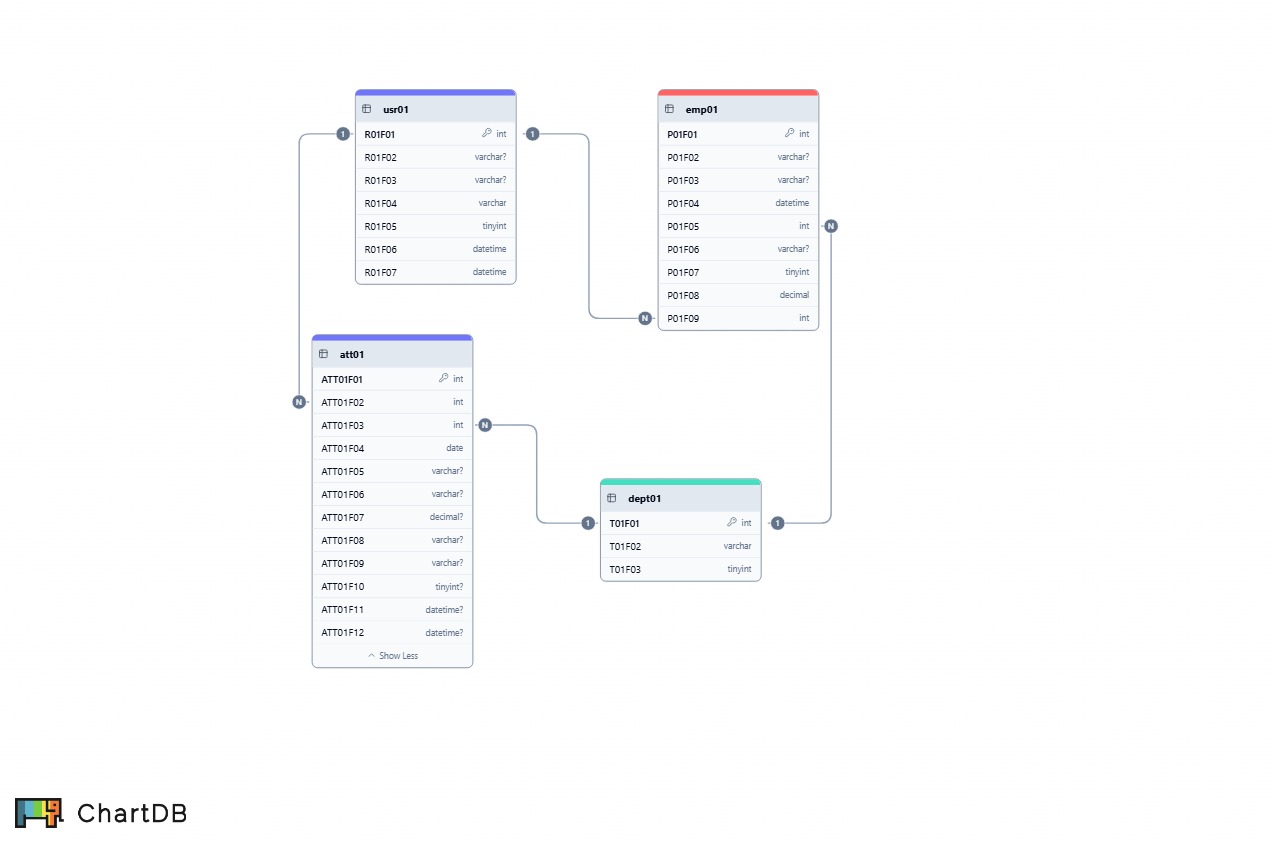 usr01
R01F01 int
R01F02 varchar?
R01F03 varchar?
R01F04 varchar
R01F05 tinyint
R01F06 datetime
R01F07 datetime
emp01
P01F01 int
P01F02 varchar?
P01F03 varchar?
P01F04 datetime
P01F05 int
P01F06 varchar?
P01F07 tinyint
P01F08 decimal
P01F09 int
1
1
N
N
att01
ATT01F01 int
ATT01F02 int
ATT01F03 int
ATT01F04 date
ATT01F05 varchar?
ATT01F06 varchar?
ATT01F07 decimal?
ATT01F08 varchar?
ATT01F09 varchar?
ATT01F10 tinyint?
ATT01F11 datetime?
ATT01F12 datetime?
Show Less
N
N
dept01
T01F01 int
T01F02 varchar
T01F03 tinyint
1
1
ChartDB